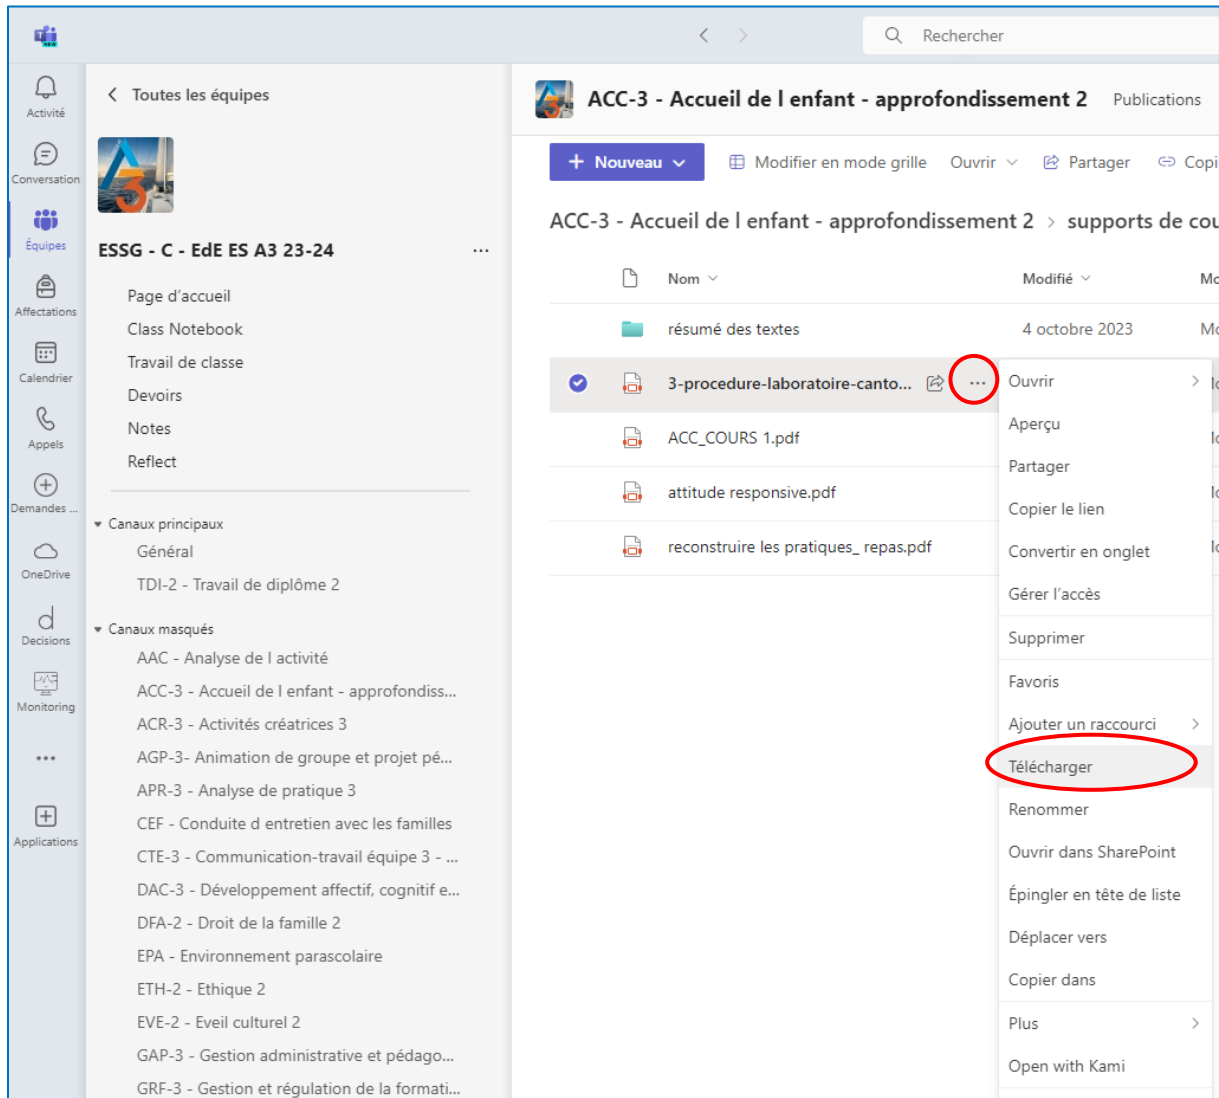 Rechercher
Activité
Conversation
Équipes
Affectations
Calendrier
Appels
Demandes ...
OneDrive
Decisions
Monitoring
Applications
Toutes les équipes
ESSG - C - EdE ES A3 23-24
Page d'accueil
Class Notebook
Travail de classe
Devoirs
Notes
Reflect
Canaux principaux
Général
TDI-2 - Travail de diplôme 2
Canaux masqués
AAC - Analyse de l activité
ACC-3 - Accueil de l enfant - approfondiss...
ACR-3 - Activités créatrices 3
AGP-3- Animation de groupe et projet pé...
APR-3 - Analyse de pratique 3
CEF - Conduite d entretien avec les familles
CTE-3 - Communication-travail équipe 3 - ...
DAC-3 - Développement affectif, cognitif e...
DFA-2 - Droit de la famille 2
EPA - Environnement parascolaire
ETH-2 - Ethique 2
EVE-2 - Eveil culturel 2
GAP-3 - Gestion administrative et pédago...
GRF-3 - Gestion et régulation de la formati...
ACC-3 - Accueil de l enfant - approfondissement 2 Publications
+ Nouveau Modifier en mode grille Ouvrir Partager Copi
ACC-3 - Accueil de l enfant - approfondissement 2 > supports de cou
Nom Modifié Mo
résumé des textes 4 octobre 2023 Mo
3-procedure-laboratoire-canto... ...
ACC_COURS 1.pdf
attitude responsive.pdf
reconstruire les pratiques_ repas.pdf
Ouvrir
Aperçu
Partager
Copier le lien
Convertir en onglet
Gérer l'accès
Supprimer
Favoris
Ajouter un raccourci
Télécharger
Renommer
Ouvrir dans SharePoint
Épingler en tête de liste
Déplacer vers
Copier dans
Plus
Open with Kami